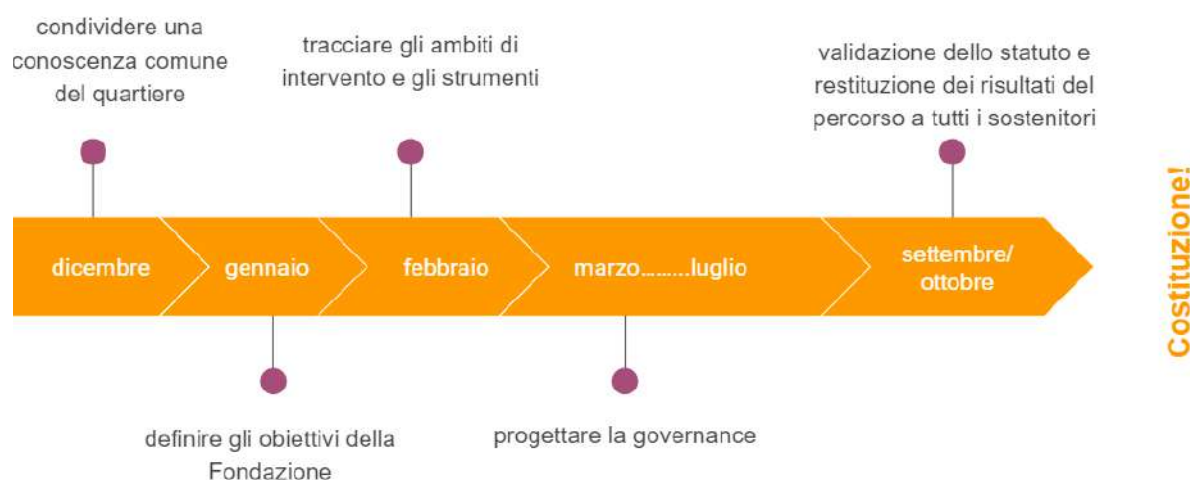 condividere una
conoscenza comune
del quartiere
tracciare gli ambiti di
intervento e gli strumenti
validazione dello statuto e
restituzione dei risultati del
percorso a tutti i sostenitori
dicembre
gennaio
febbraio
marzo.........luglio
settembre/
ottobre
Costituzione!
definire gli obiettivi della
Fondazione
progettare la governance